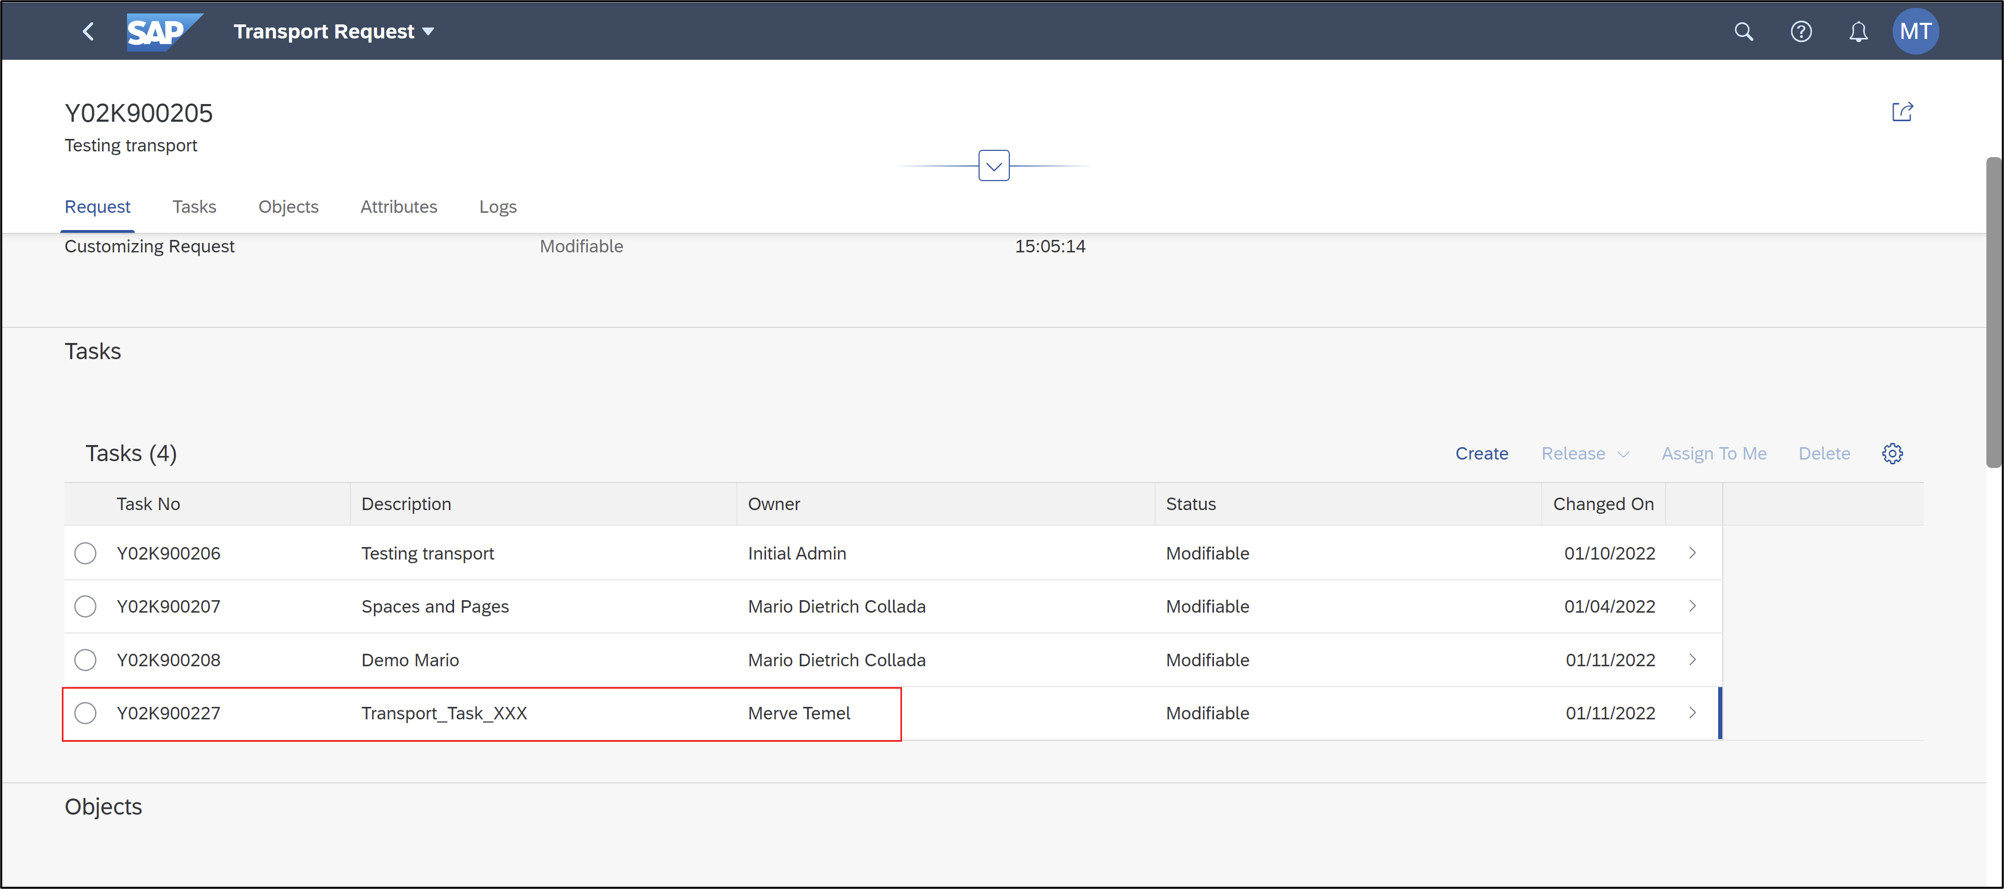 SAP Transport Request MT
Y02K900205
Testing transport
Request Tasks Objects Attributes Logs
Customizing Request Modifiable 15:05:14
Tasks
Tasks (4) Create Release Assign To Me Delete
Task No Description Owner Status Changed On
Y02K900206 Testing transport Initial Admin Modifiable 01/10/2022
Y02K900207 Spaces and Pages Mario Dietrich Collada Modifiable 01/04/2022
Y02K900208 Demo Mario Mario Dietrich Collada Modifiable 01/11/2022
Y02K900227 Transport_Task_XXX Merve Temel Modifiable 01/11/2022
Objects